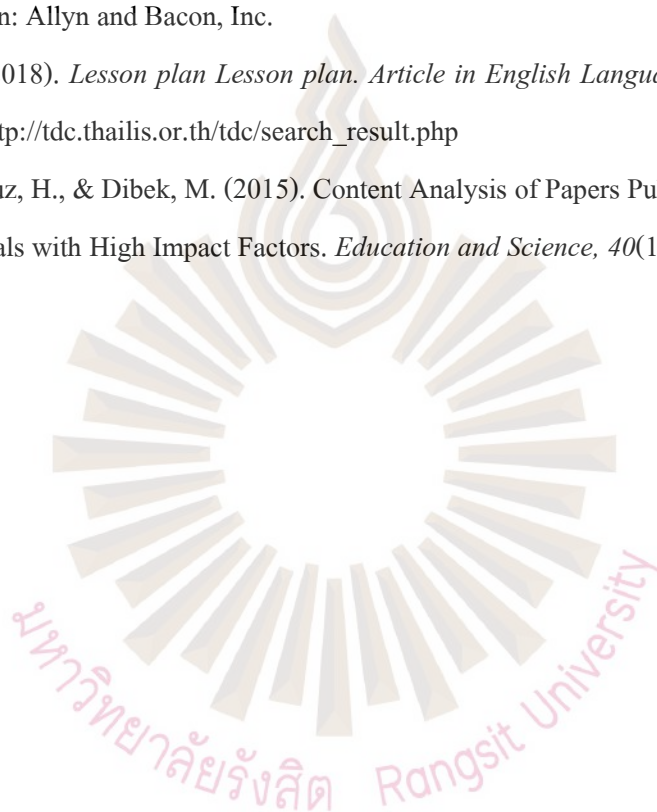 n: Allyn and Bacon, Inc.
018). Lesson plan Lesson plan. Article in English Langua
tp://tdc.thailis.or.th/tdc/search_result.php
uz, H., & Dibek, M. (2015). Content Analysis of Papers Pu
als with High Impact Factors. Education and Science, 40(1
มหาวิทยาลัยรังสิต Rangsit University